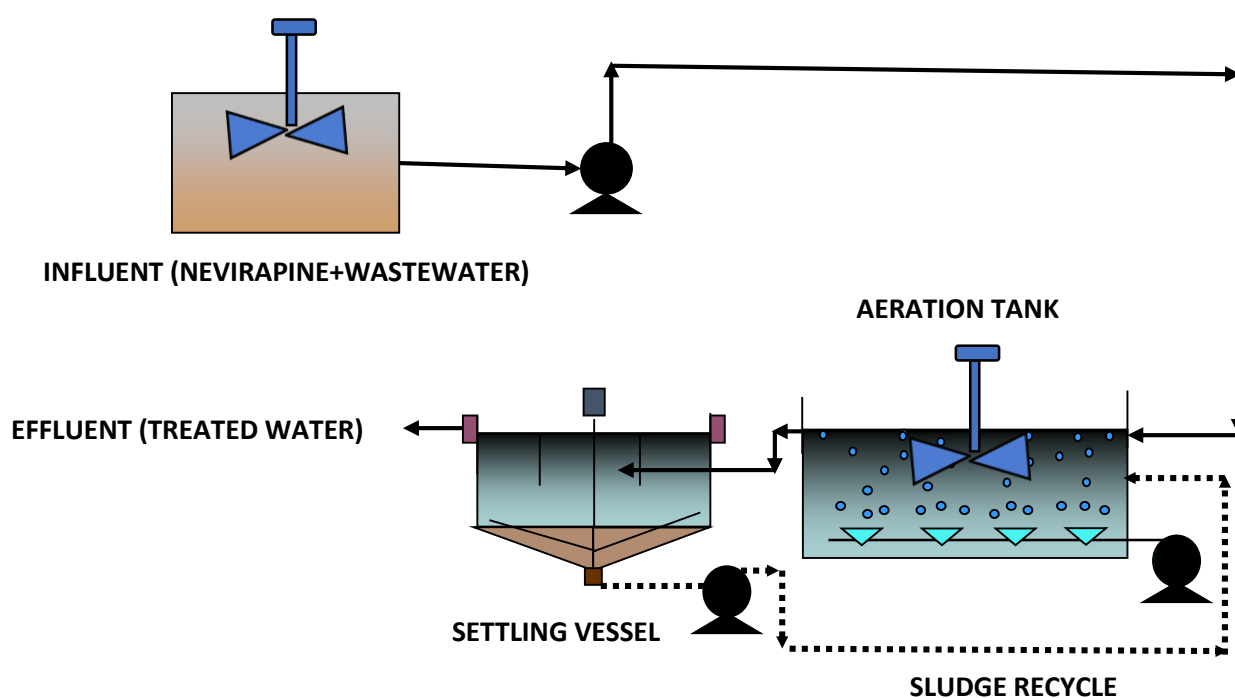 INFLUENT (NEVIRAPINE+WASTEWATER)
AERATION TANK
EFFLUENT (TREATED WATER)
SETTLING VESSEL
SLUDGE RECYCLE